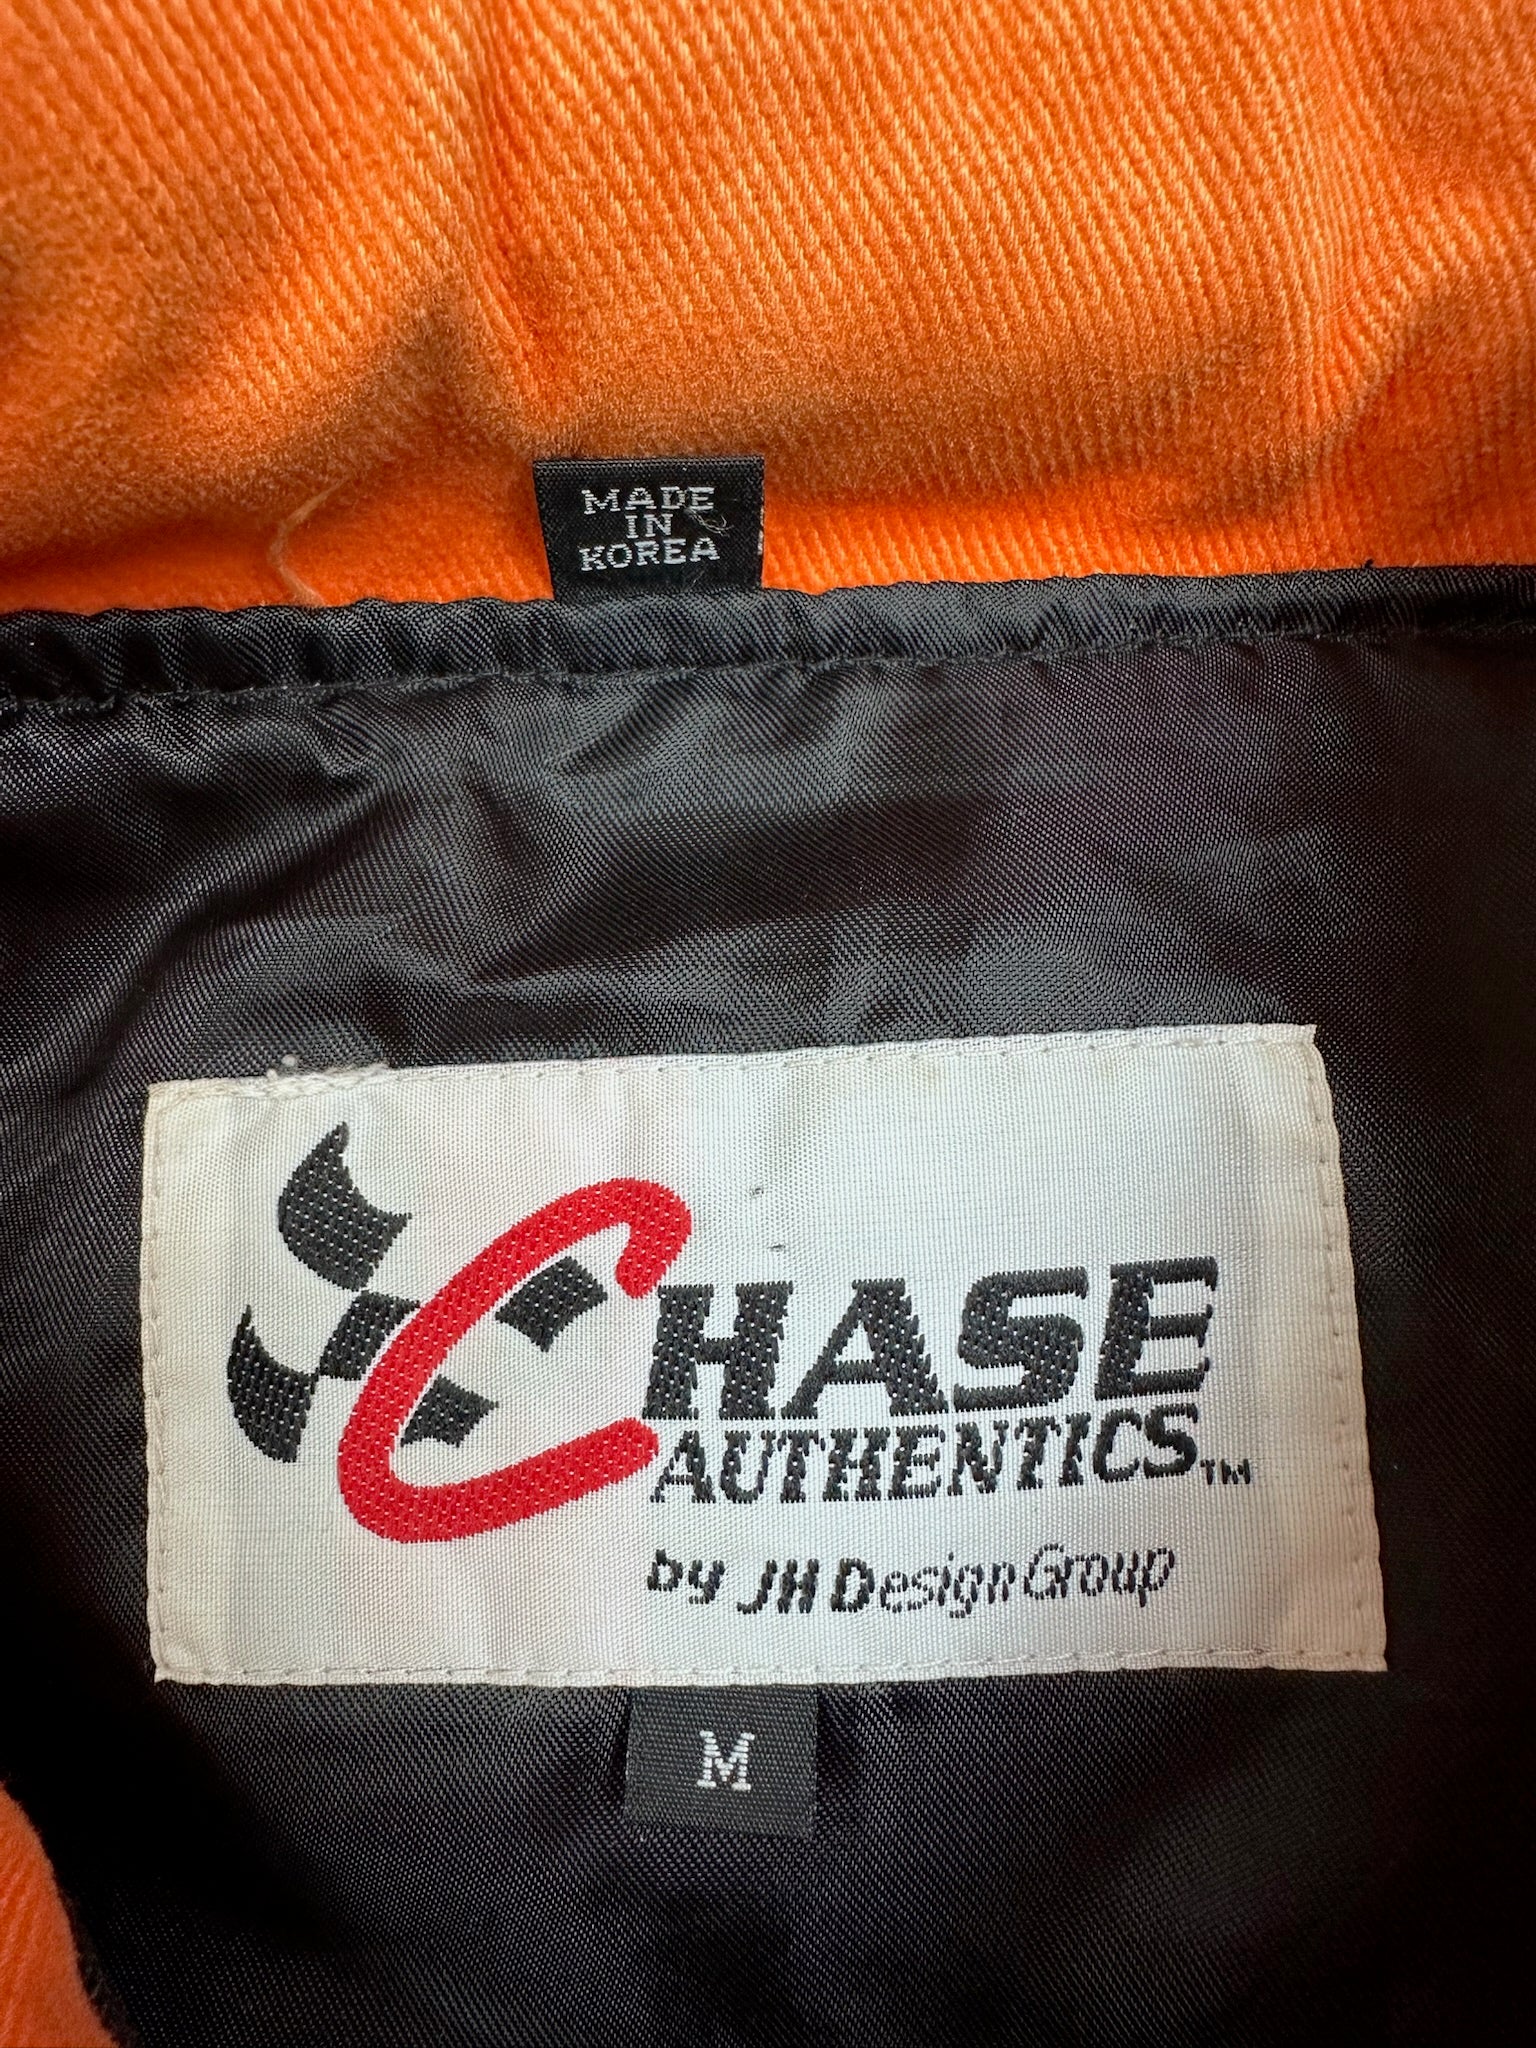 MADE
IN
KOREA
CHASE
AUTHENTICS™
by JH Design Group
M